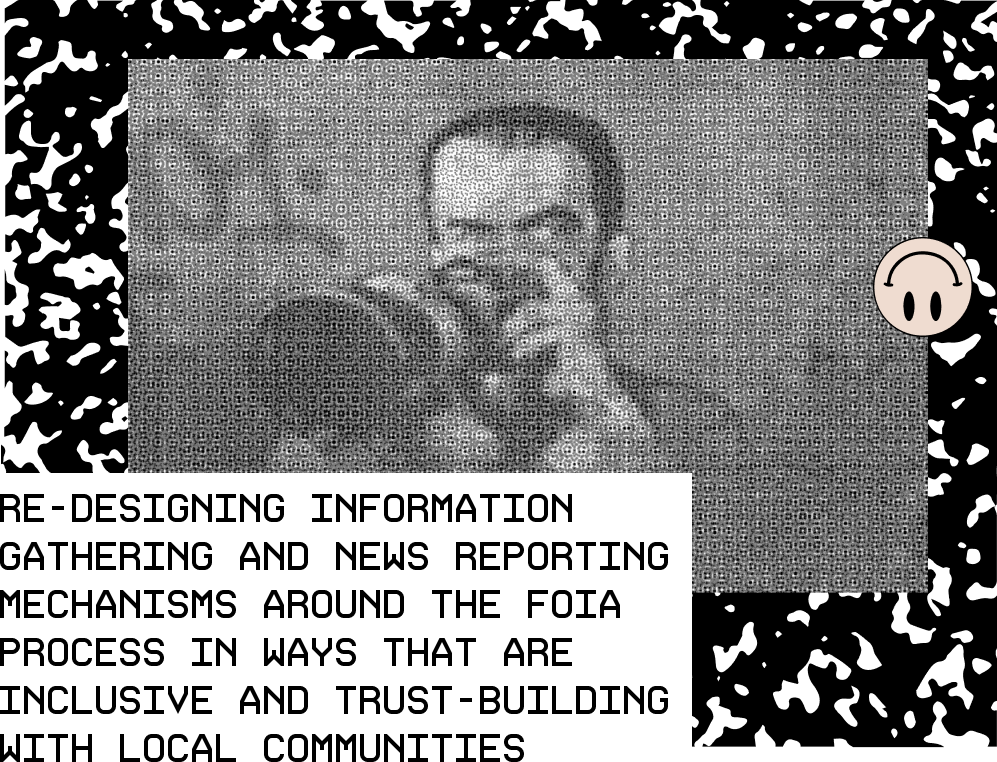 RE-DESIGNING INFORMATION
GATHERING AND NEWS REPORTING
MECHANISMS AROUND THE FOIA
PROCESS IN WAYS THAT ARE
INCLUSIVE AND TRUST-BUILDING
WITH LOCAL COMMUNITIES